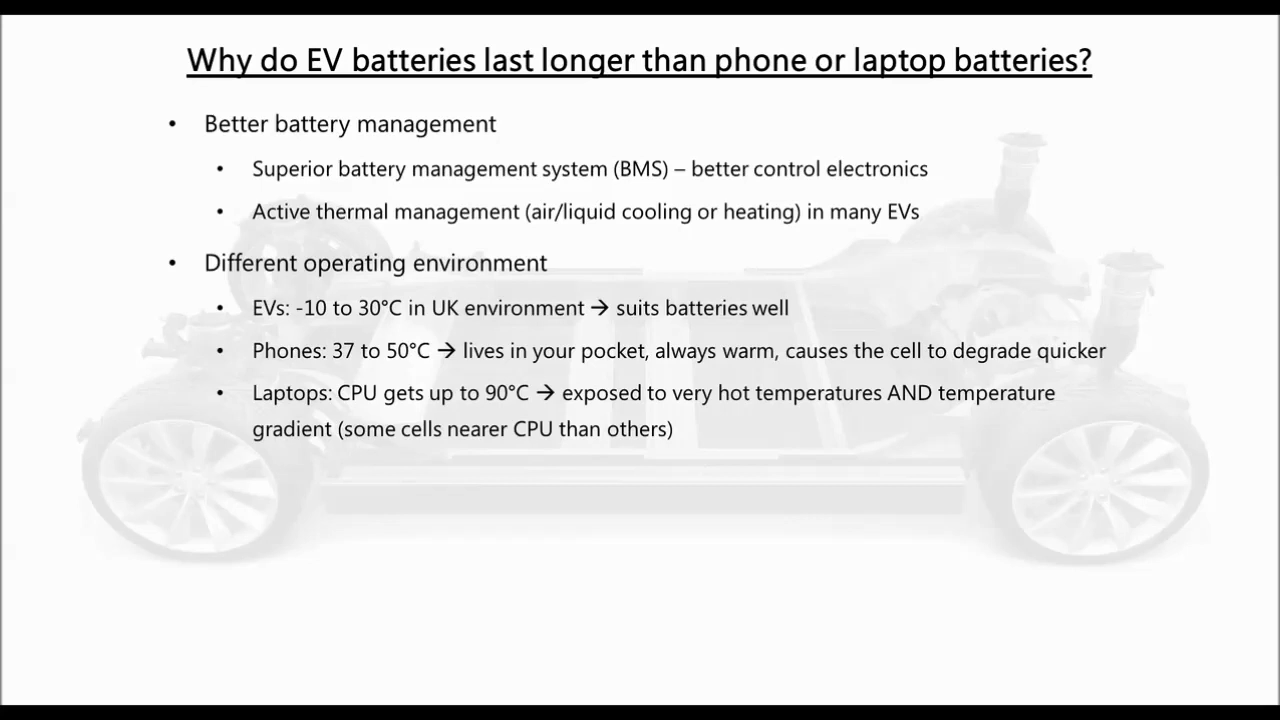 Why do EV batteries last longer than phone or laptop batteries?
• Better battery management
• Superior battery management system (BMS) – better control electronics
• Active thermal management (air/liquid cooling or heating) in many EVs
• Different operating environment
• EVs: -10 to 30°C in UK environment → suits batteries well
• Phones: 37 to 50°C → lives in your pocket, always warm, causes the cell to degrade quicker
• Laptops: CPU gets up to 90°C → exposed to very hot temperatures AND temperature
gradient (some cells nearer CPU than others)